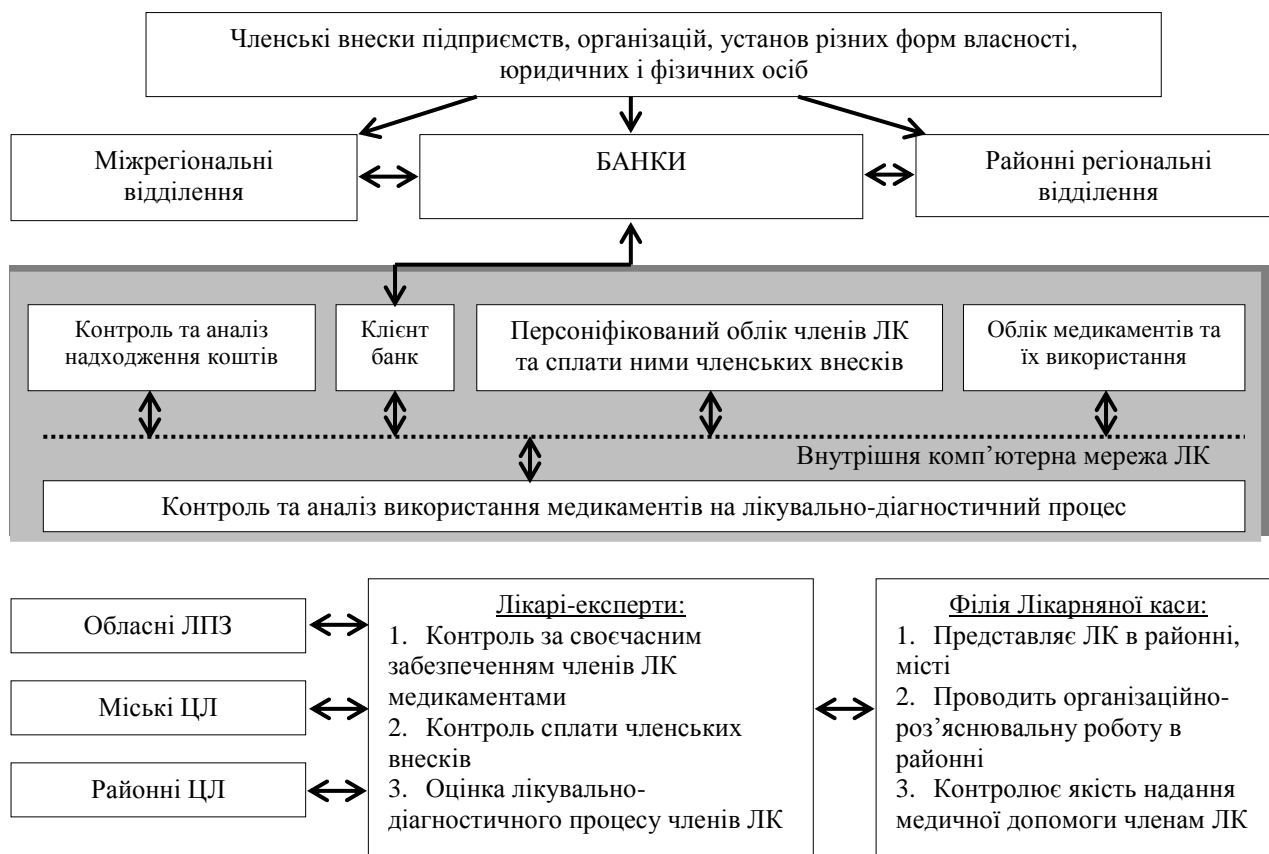 Членські внески підприємств, організацій, установ різних форм власності,
юридичних і фізичних осіб
Міжрегіональні
відділення
БАНКИ
Районні регіональні
відділення
Контроль та аналіз
надходження коштів
Клієнт
банк
Персоніфікований облік членів ЛК
та сплати ними членських внесків
Облік медикаментів та
їх використання
Внутрішня комп’ютерна мережа ЛК
Контроль та аналіз використання медикаментів на лікувально-діагностичний процес
Обласні ЛПЗ
Міські ЦЛ
Районні ЦЛ
Лікарі-експерти:
1. Контроль за своєчасним
забезпеченням членів ЛК
медикаментами
2. Контроль сплати членських
внесків
3. Оцінка лікувально-
діагностичного процесу членів ЛК
Філія Лікарняної каси:
1. Представляє ЛК в районні,
місті
2. Проводить організаційно-
роз’яснювальну роботу в
районні
3. Контролює якість надання
медичної допомоги членам ЛК